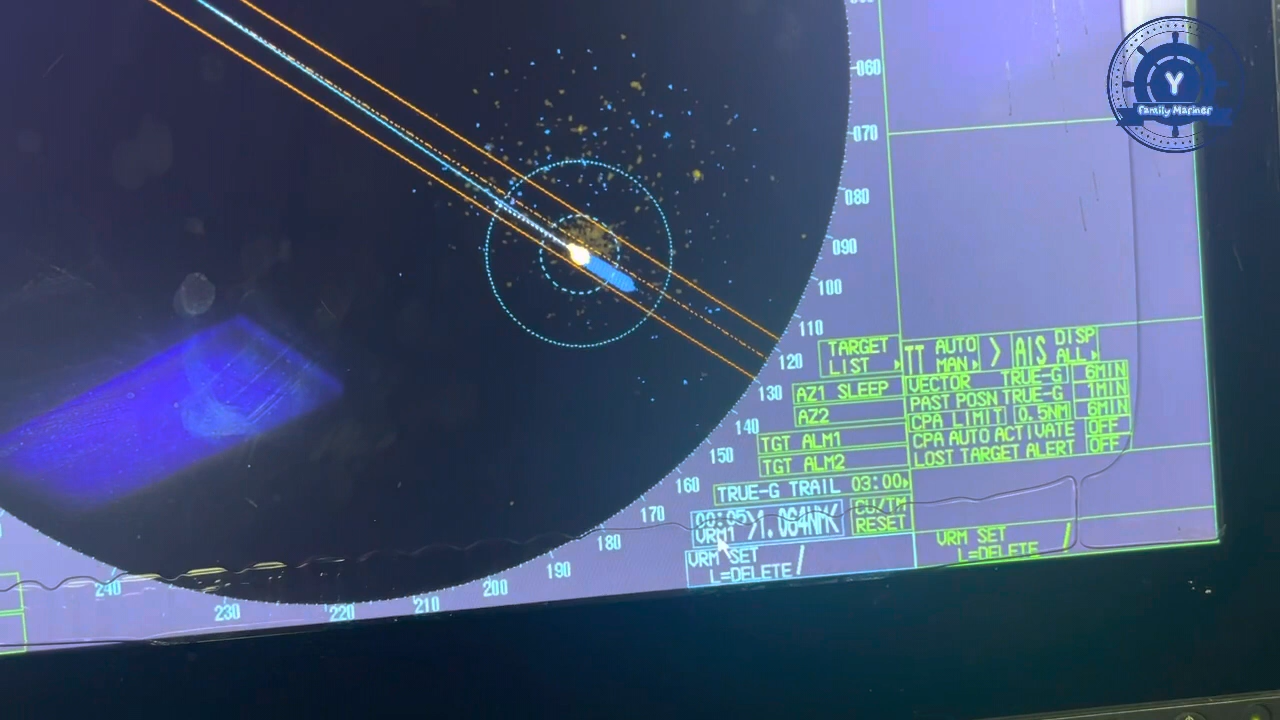 Y
Family Mariner
060
070
080
090
100
110
120
130
140
150
160
170
180
190
200
210
220
230
240
TARGET
LIST
TT AUTO
MAN
> AIS DISP
ALL
AZ1 SLEEP
VECTOR TRUE-G 6MIN
AZ2
PAST POSN TRUE-G 1MIN
TGT ALM1
CPA LIMIT 0.5NM 6MIN
TGT ALM2
CPA AUTO ACTIVATE OFF
LOST TARGET ALERT OFF
TRUE-G TRAIL 03:00
VRM1 >1.064NM
CU/TM
RESET
VRM SET /
L=DELETE
VRM SET /
L=DELETE